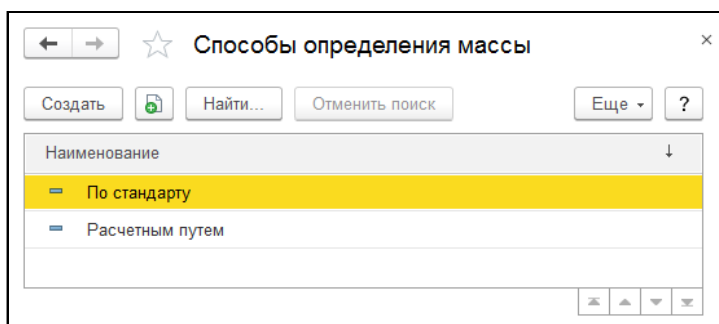 Способы определения массы
Создать Найти... Отменить поиск Еще ?
Наименование
По стандарту
Расчетным путем